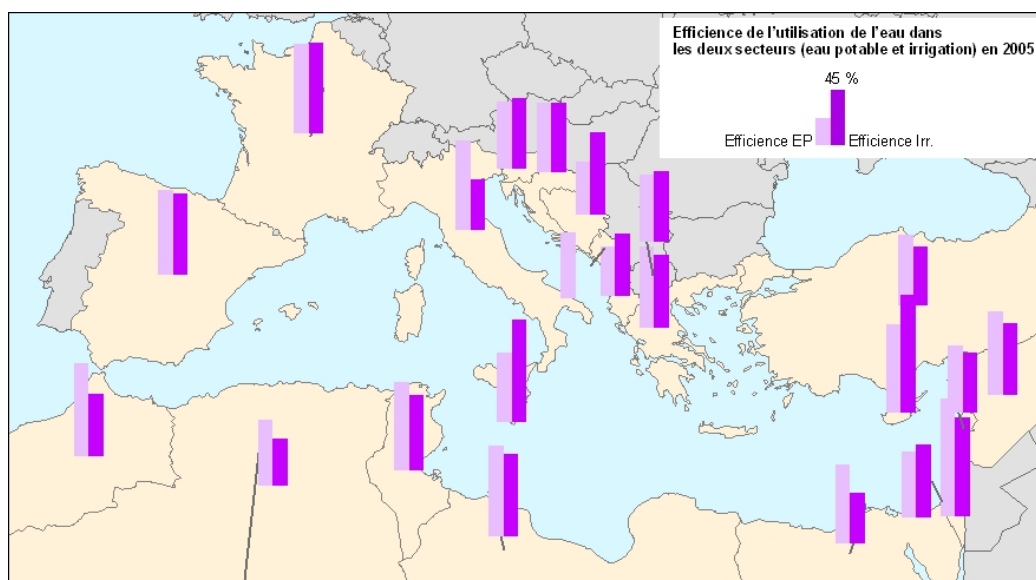 Efficience de l'utilisation de l'eau dans
les deux secteurs (eau potable et irrigation) en 2005
45 %
Efficience EP Efficience Irr.